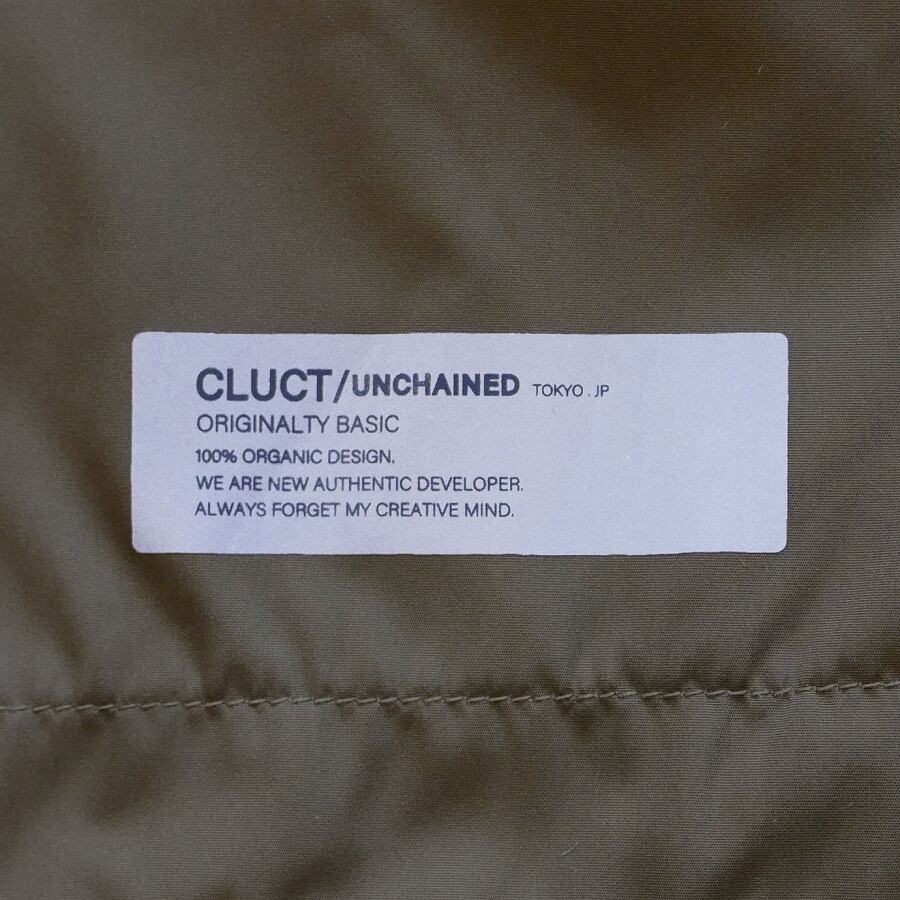 CLUCT/UNCHAINED TOKYO . JP
ORIGINALTY BASIC
100% ORGANIC DESIGN.
WE ARE NEW AUTHENTIC DEVELOPER.
ALWAYS FORGET MY CREATIVE MIND.